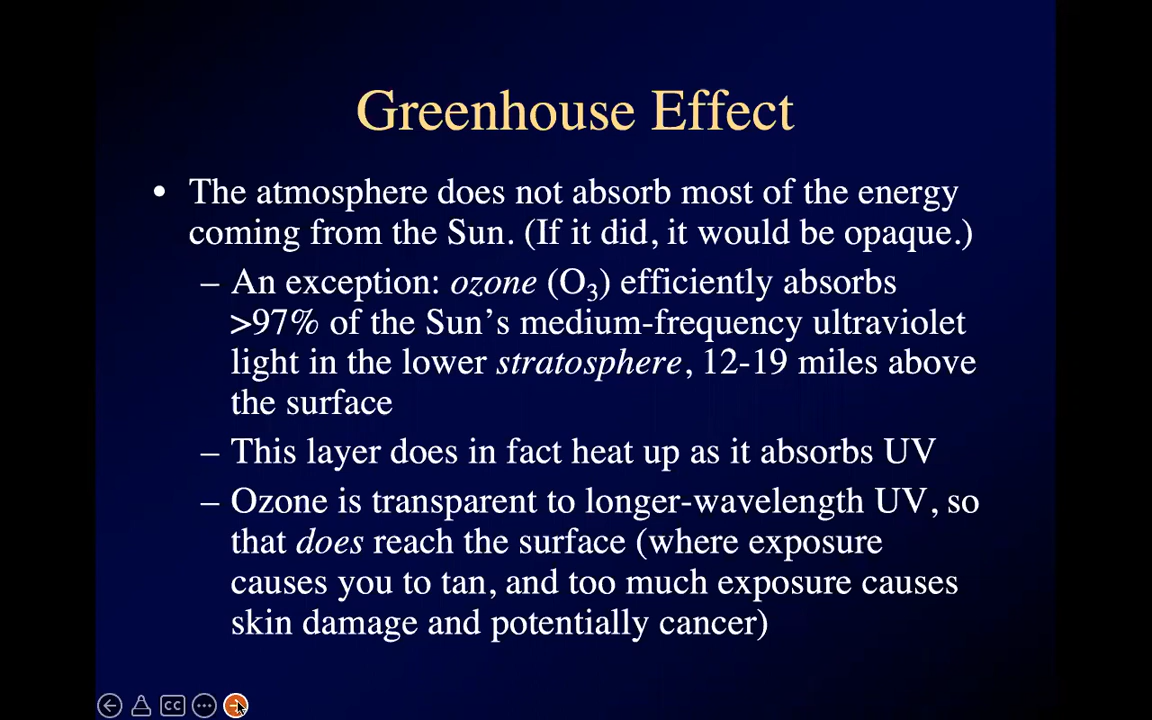 Greenhouse Effect
• The atmosphere does not absorb most of the energy
coming from the Sun. (If it did, it would be opaque.)
– An exception: ozone (O₃) efficiently absorbs
>97% of the Sun’s medium-frequency ultraviolet
light in the lower stratosphere, 12-19 miles above
the surface
– This layer does in fact heat up as it absorbs UV
– Ozone is transparent to longer-wavelength UV, so
that does reach the surface (where exposure
causes you to tan, and too much exposure causes
skin damage and potentially cancer)
CC